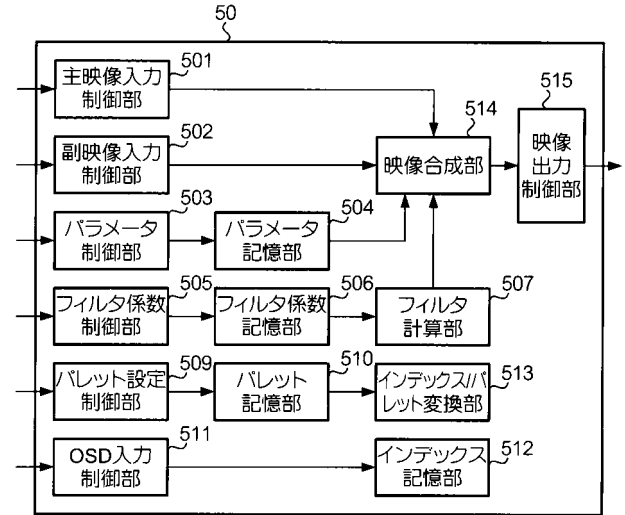 50
501
主映像入力
制御部
502
副映像入力
制御部
503
パラメータ
制御部
504
パラメータ
記憶部
505
フィルタ係数
制御部
506
フィルタ係数
記憶部
507
フィルタ
計算部
509
パレット設定
制御部
510
パレット
記憶部
513
インデックス/パ
レット変換部
511
OSD入力
制御部
512
インデックス
記憶部
514
映像合成部
515
映像
出力
制御部